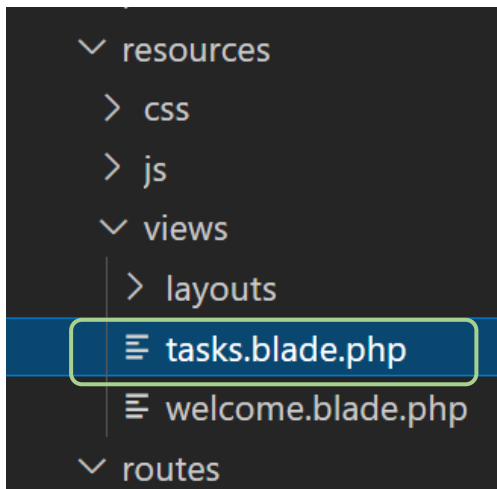 resources
css
js
views
layouts
tasks.blade.php
welcome.blade.php
routes